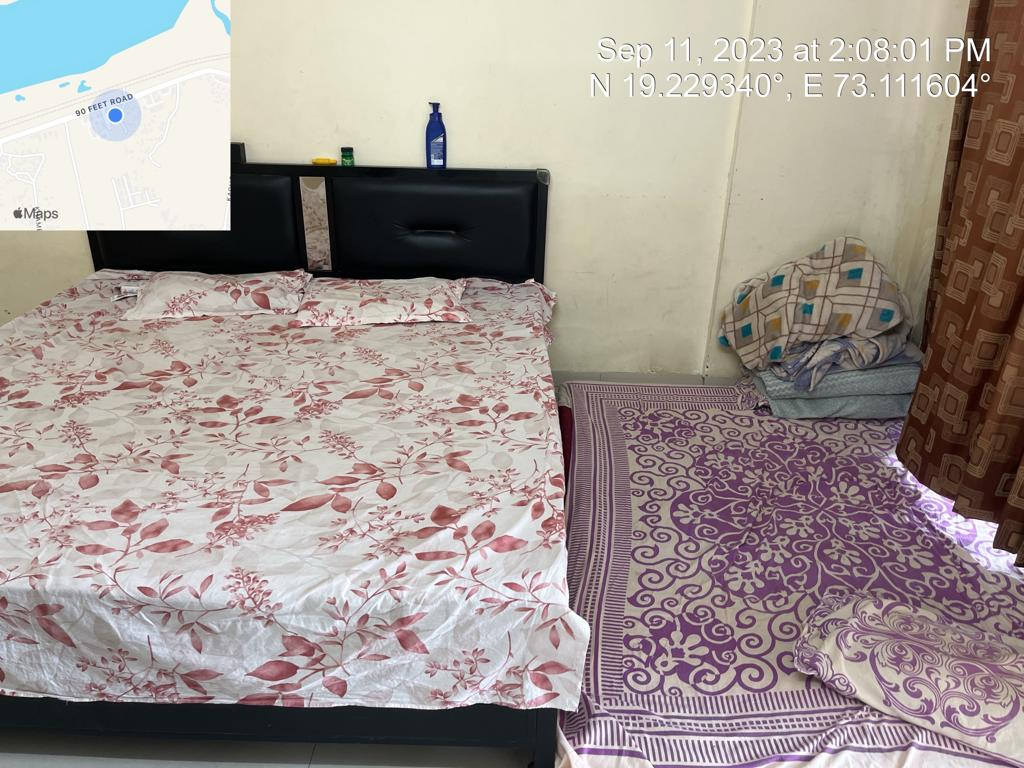 Sep 11, 2023 at 2:08:01 PM
N 19.229340°, E 73.111604°
90 FEET ROAD
Maps